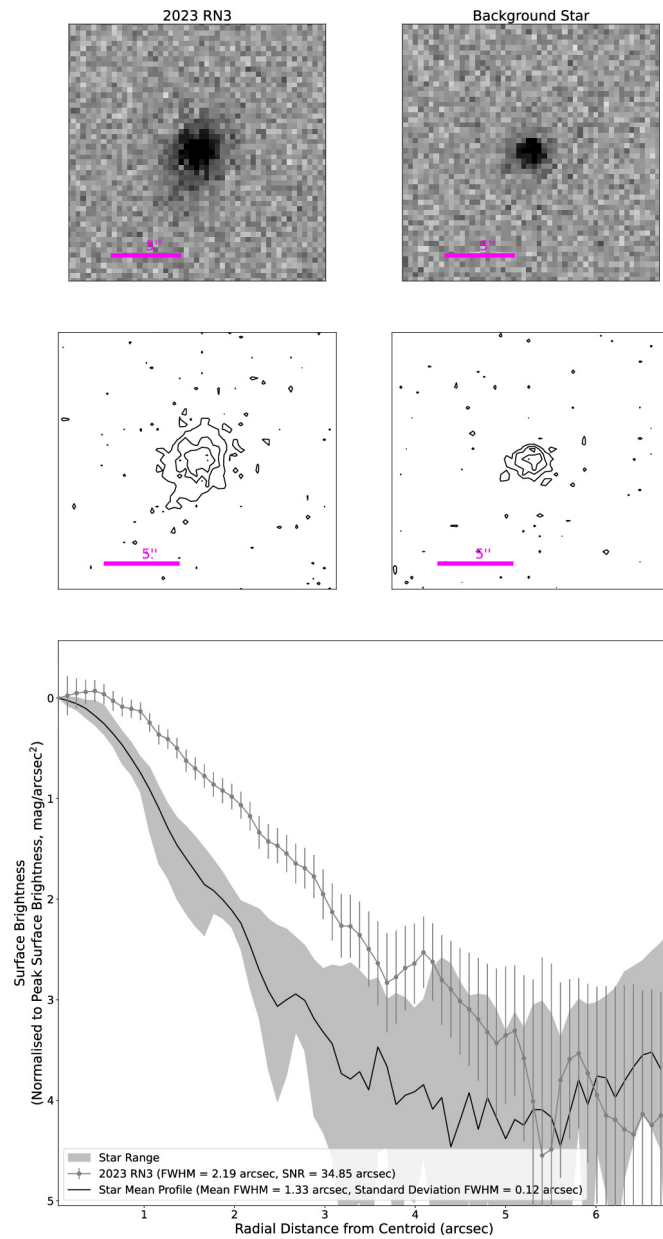 2023 RN3
Background Star
5''
5''
5''
5''
Surface Brightness
(Normalised to Peak Surface Brightness, mag/arcsec²)
0
1
2
3
4
5
Star Range
2023 RN3 (FWHM = 2.19 arcsec, SNR = 34.85 arcsec)
Star Mean Profile (Mean FWHM = 1.33 arcsec, Standard Deviation FWHM = 0.12 arcsec)
1 2 3 4 5 6
Radial Distance from Centroid (arcsec)